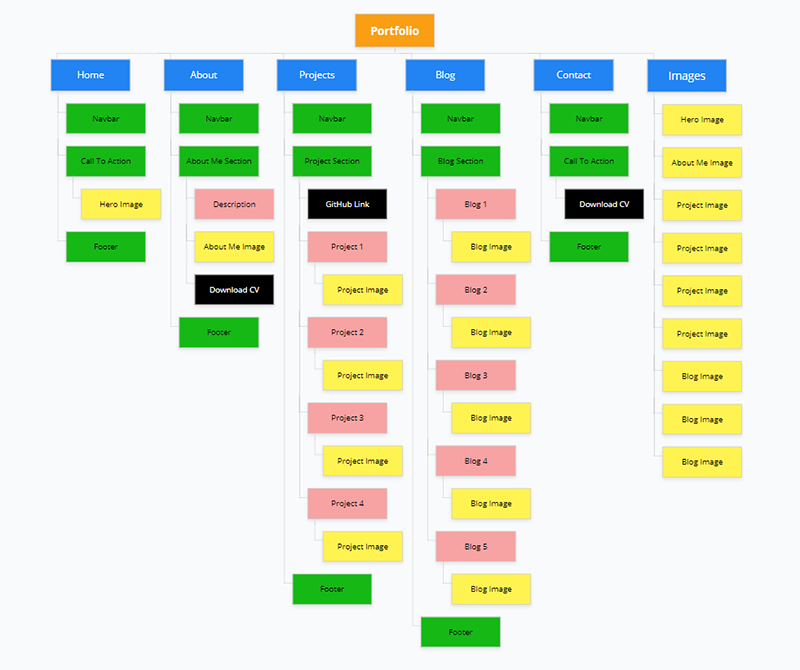 Portfolio
Home
Navbar
Call To Action
Hero Image
Footer
About
Navbar
About Me Section
Description
About Me Image
Download CV
Footer
Projects
Navbar
Project Section
GitHub Link
Project 1
Project Image
Project 2
Project Image
Project 3
Project Image
Project 4
Project Image
Footer
Blog
Navbar
Blog Section
Blog 1
Blog Image
Blog 2
Blog Image
Blog 3
Blog Image
Blog 4
Blog Image
Blog 5
Blog Image
Footer
Contact
Navbar
Call To Action
Download CV
Footer
Images
Hero Image
About Me Image
Project Image
Project Image
Project Image
Project Image
Blog Image
Blog Image
Blog Image